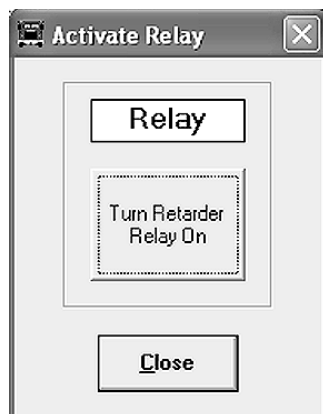 Activate Relay
Relay
Turn Retarder
Relay On
Close